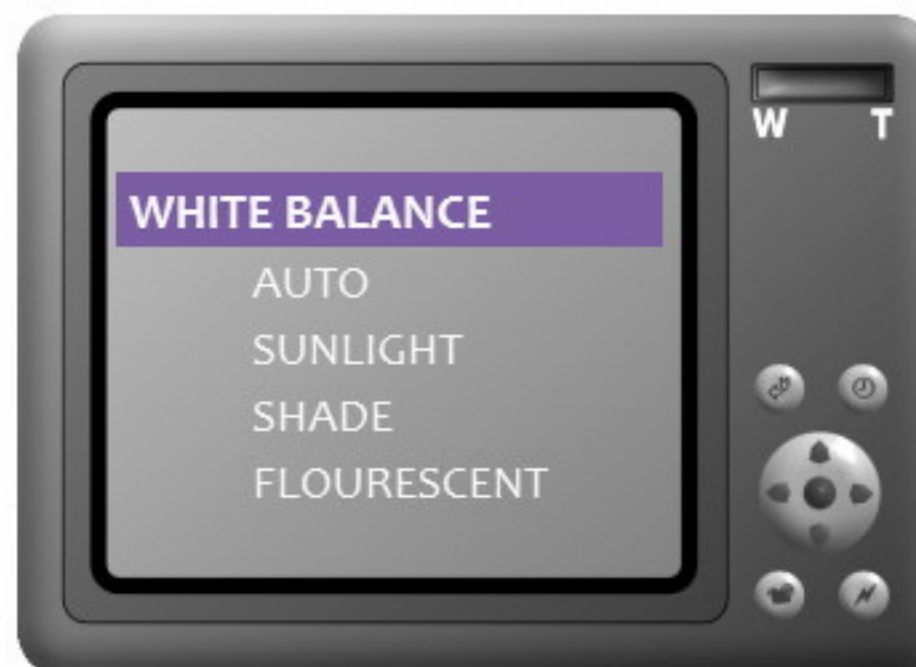 WHITE BALANCE
AUTO
SUNLIGHT
SHADE
FLOURESCENT
W T